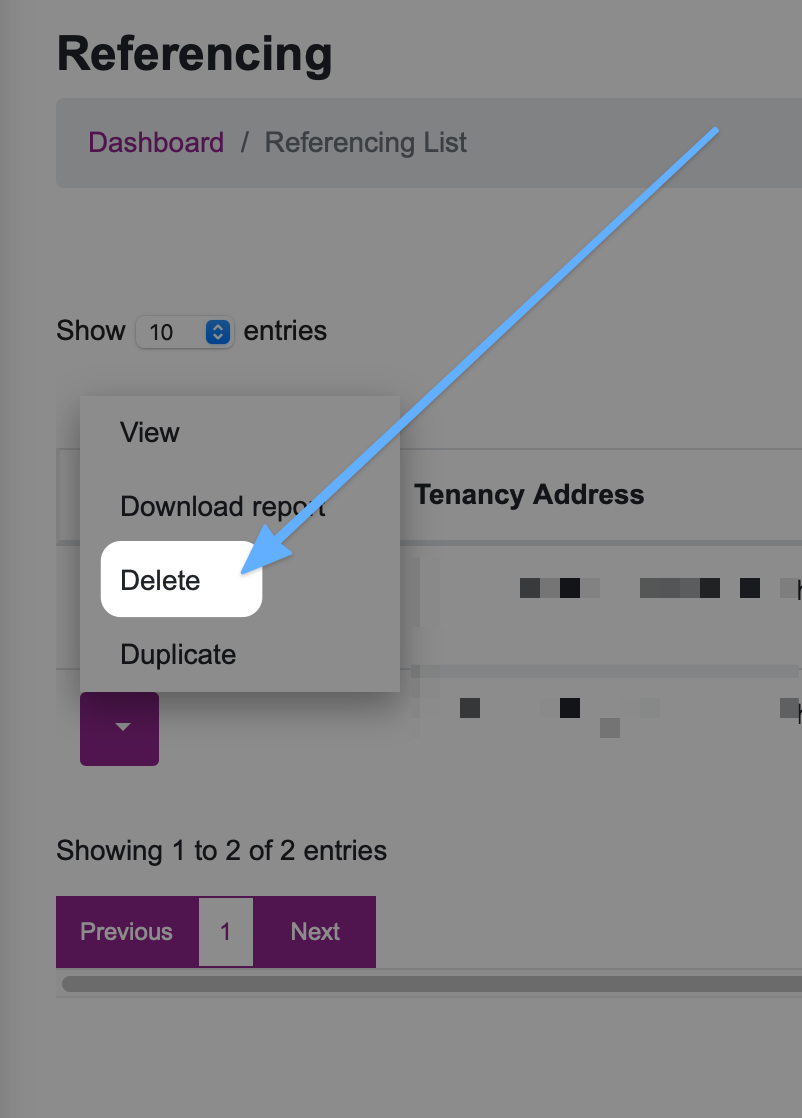 Referencing
Dashboard / Referencing List
Show 10 entries
View
Download report
Tenancy Address
Delete
Duplicate
Showing 1 to 2 of 2 entries
Previous 1 Next